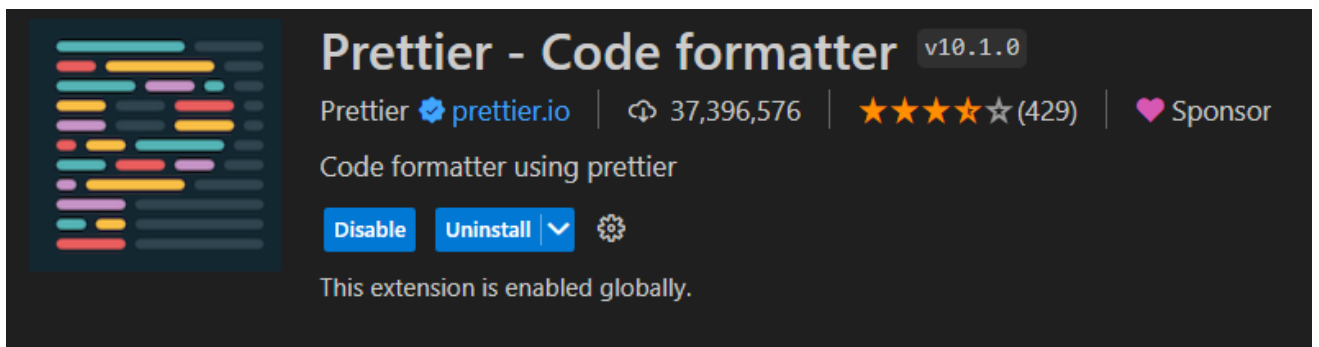 Prettier - Code formatter v10.1.0
Prettier prettier.io 37,396,576 (429) Sponsor
Code formatter using prettier
Disable Uninstall
This extension is enabled globally.